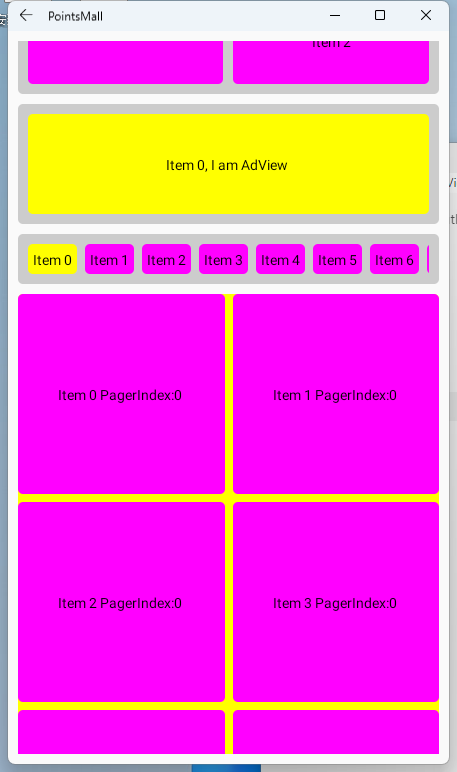 PointsMall
Item 2
Item 0, I am AdView
Item 0 Item 1 Item 2 Item 3 Item 4 Item 5 Item 6
Item 0 PagerIndex:0 Item 1 PagerIndex:0
Item 2 PagerIndex:0 Item 3 PagerIndex:0